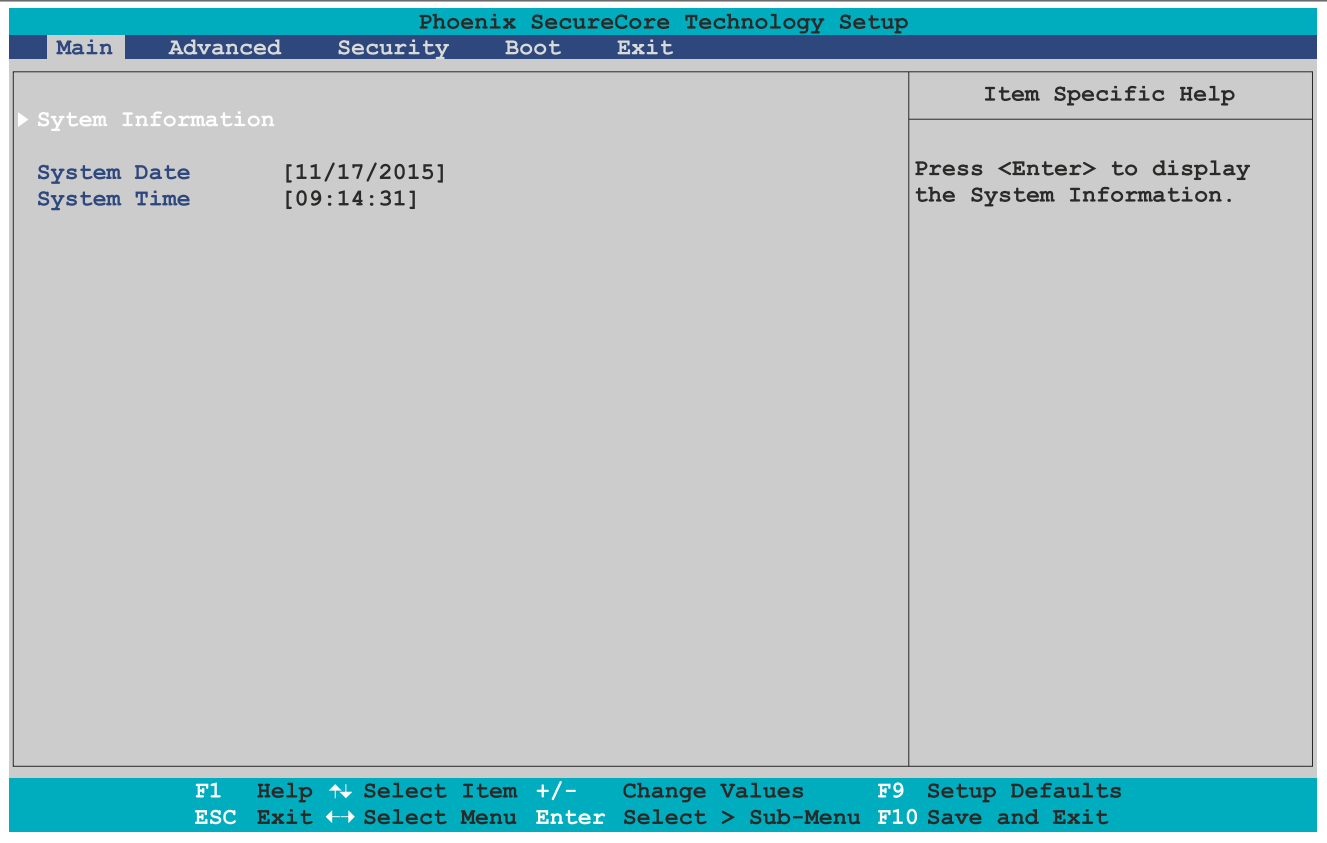 Phoenix SecureCore Technology Setup
Main Advanced Security Boot Exit
Sytem Information
System Date [11/17/2015]
System Time [09:14:31]
Item Specific Help
Press <Enter> to display
the System Information.
F1 Help ↑↓ Select Item +/- Change Values F9 Setup Defaults
ESC Exit ←→ Select Menu Enter Select > Sub-Menu F10 Save and Exit